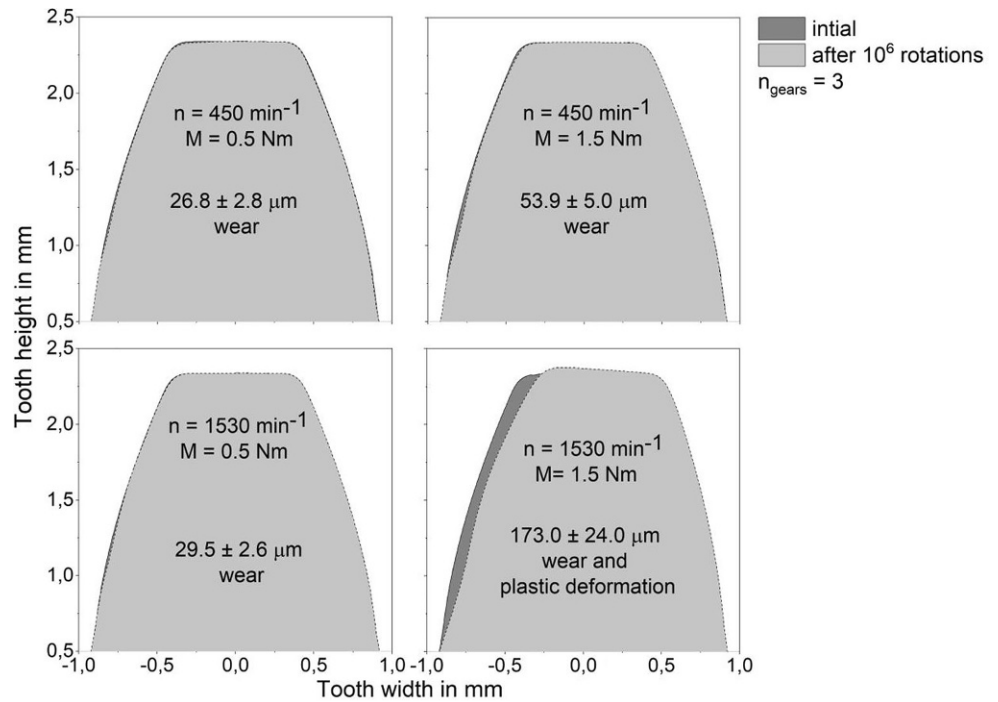 intial
after 10⁶ rotations
n_gears = 3
Tooth height in mm
2,5
2,0
1,5
1,0
0,5
n = 450 min⁻¹
M = 0.5 Nm
26.8 ± 2.8 μm
wear
n = 450 min⁻¹
M = 1.5 Nm
53.9 ± 5.0 μm
wear
2,5
2,0
1,5
1,0
0,5
n = 1530 min⁻¹
M = 0.5 Nm
29.5 ± 2.6 μm
wear
n = 1530 min⁻¹
M= 1.5 Nm
173.0 ± 24.0 μm
wear and
plastic deformation
-1,0 -0,5 0,0 0,5 1,0 -1,0 -0,5 0,0 0,5 1,0
Tooth width in mm